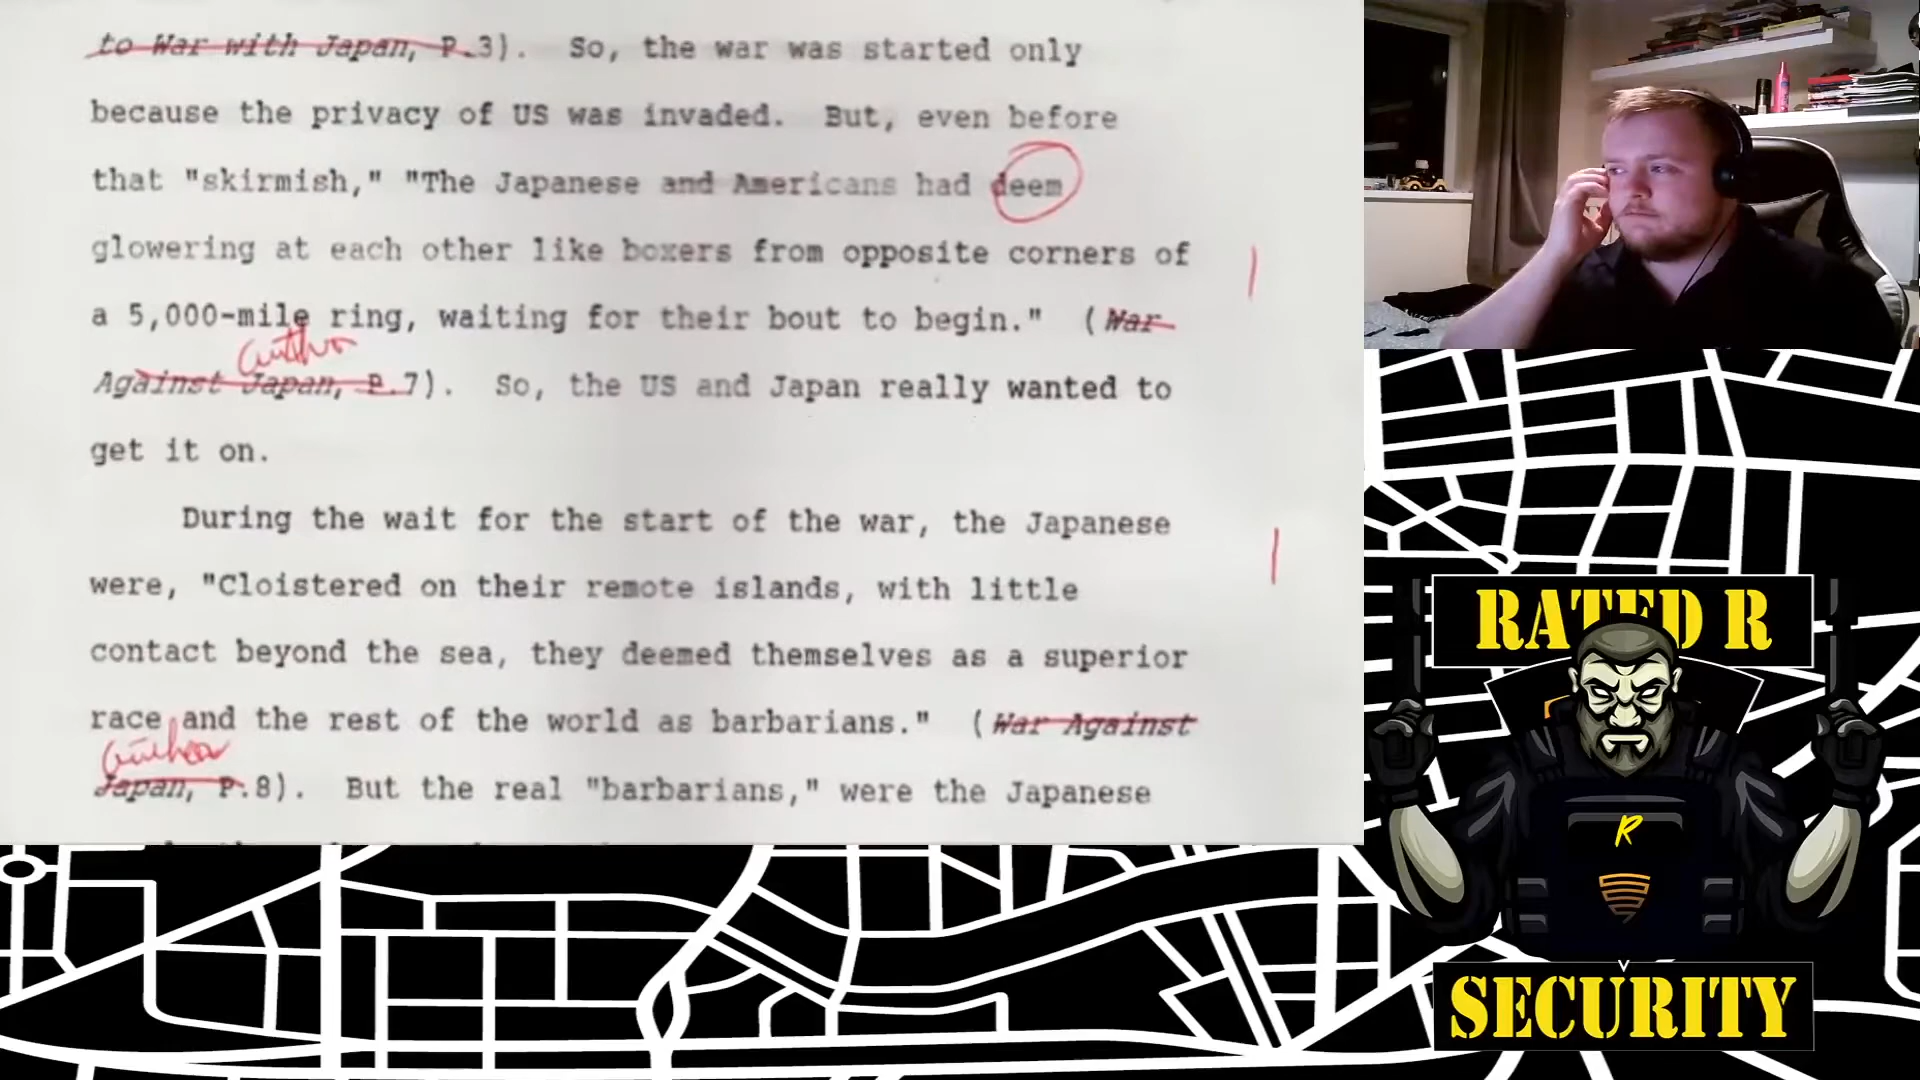 to War with Japan, P.3). So, the war was started only
because the privacy of US was invaded. But, even before
that "skirmish," "The Japanese and Americans had deem
glowering at each other like boxers from opposite corners of
a 5,000-mile ring, waiting for their bout to begin." (War
author
Against Japan, P.7). So, the US and Japan really wanted to
get it on.
During the wait for the start of the war, the Japanese
were, "Cloistered on their remote islands, with little
contact beyond the sea, they deemed themselves as a superior
race and the rest of the world as barbarians." (War Against
author
Japan, P.8). But the real "barbarians," were the Japanese
RATED R
R
SECURITY